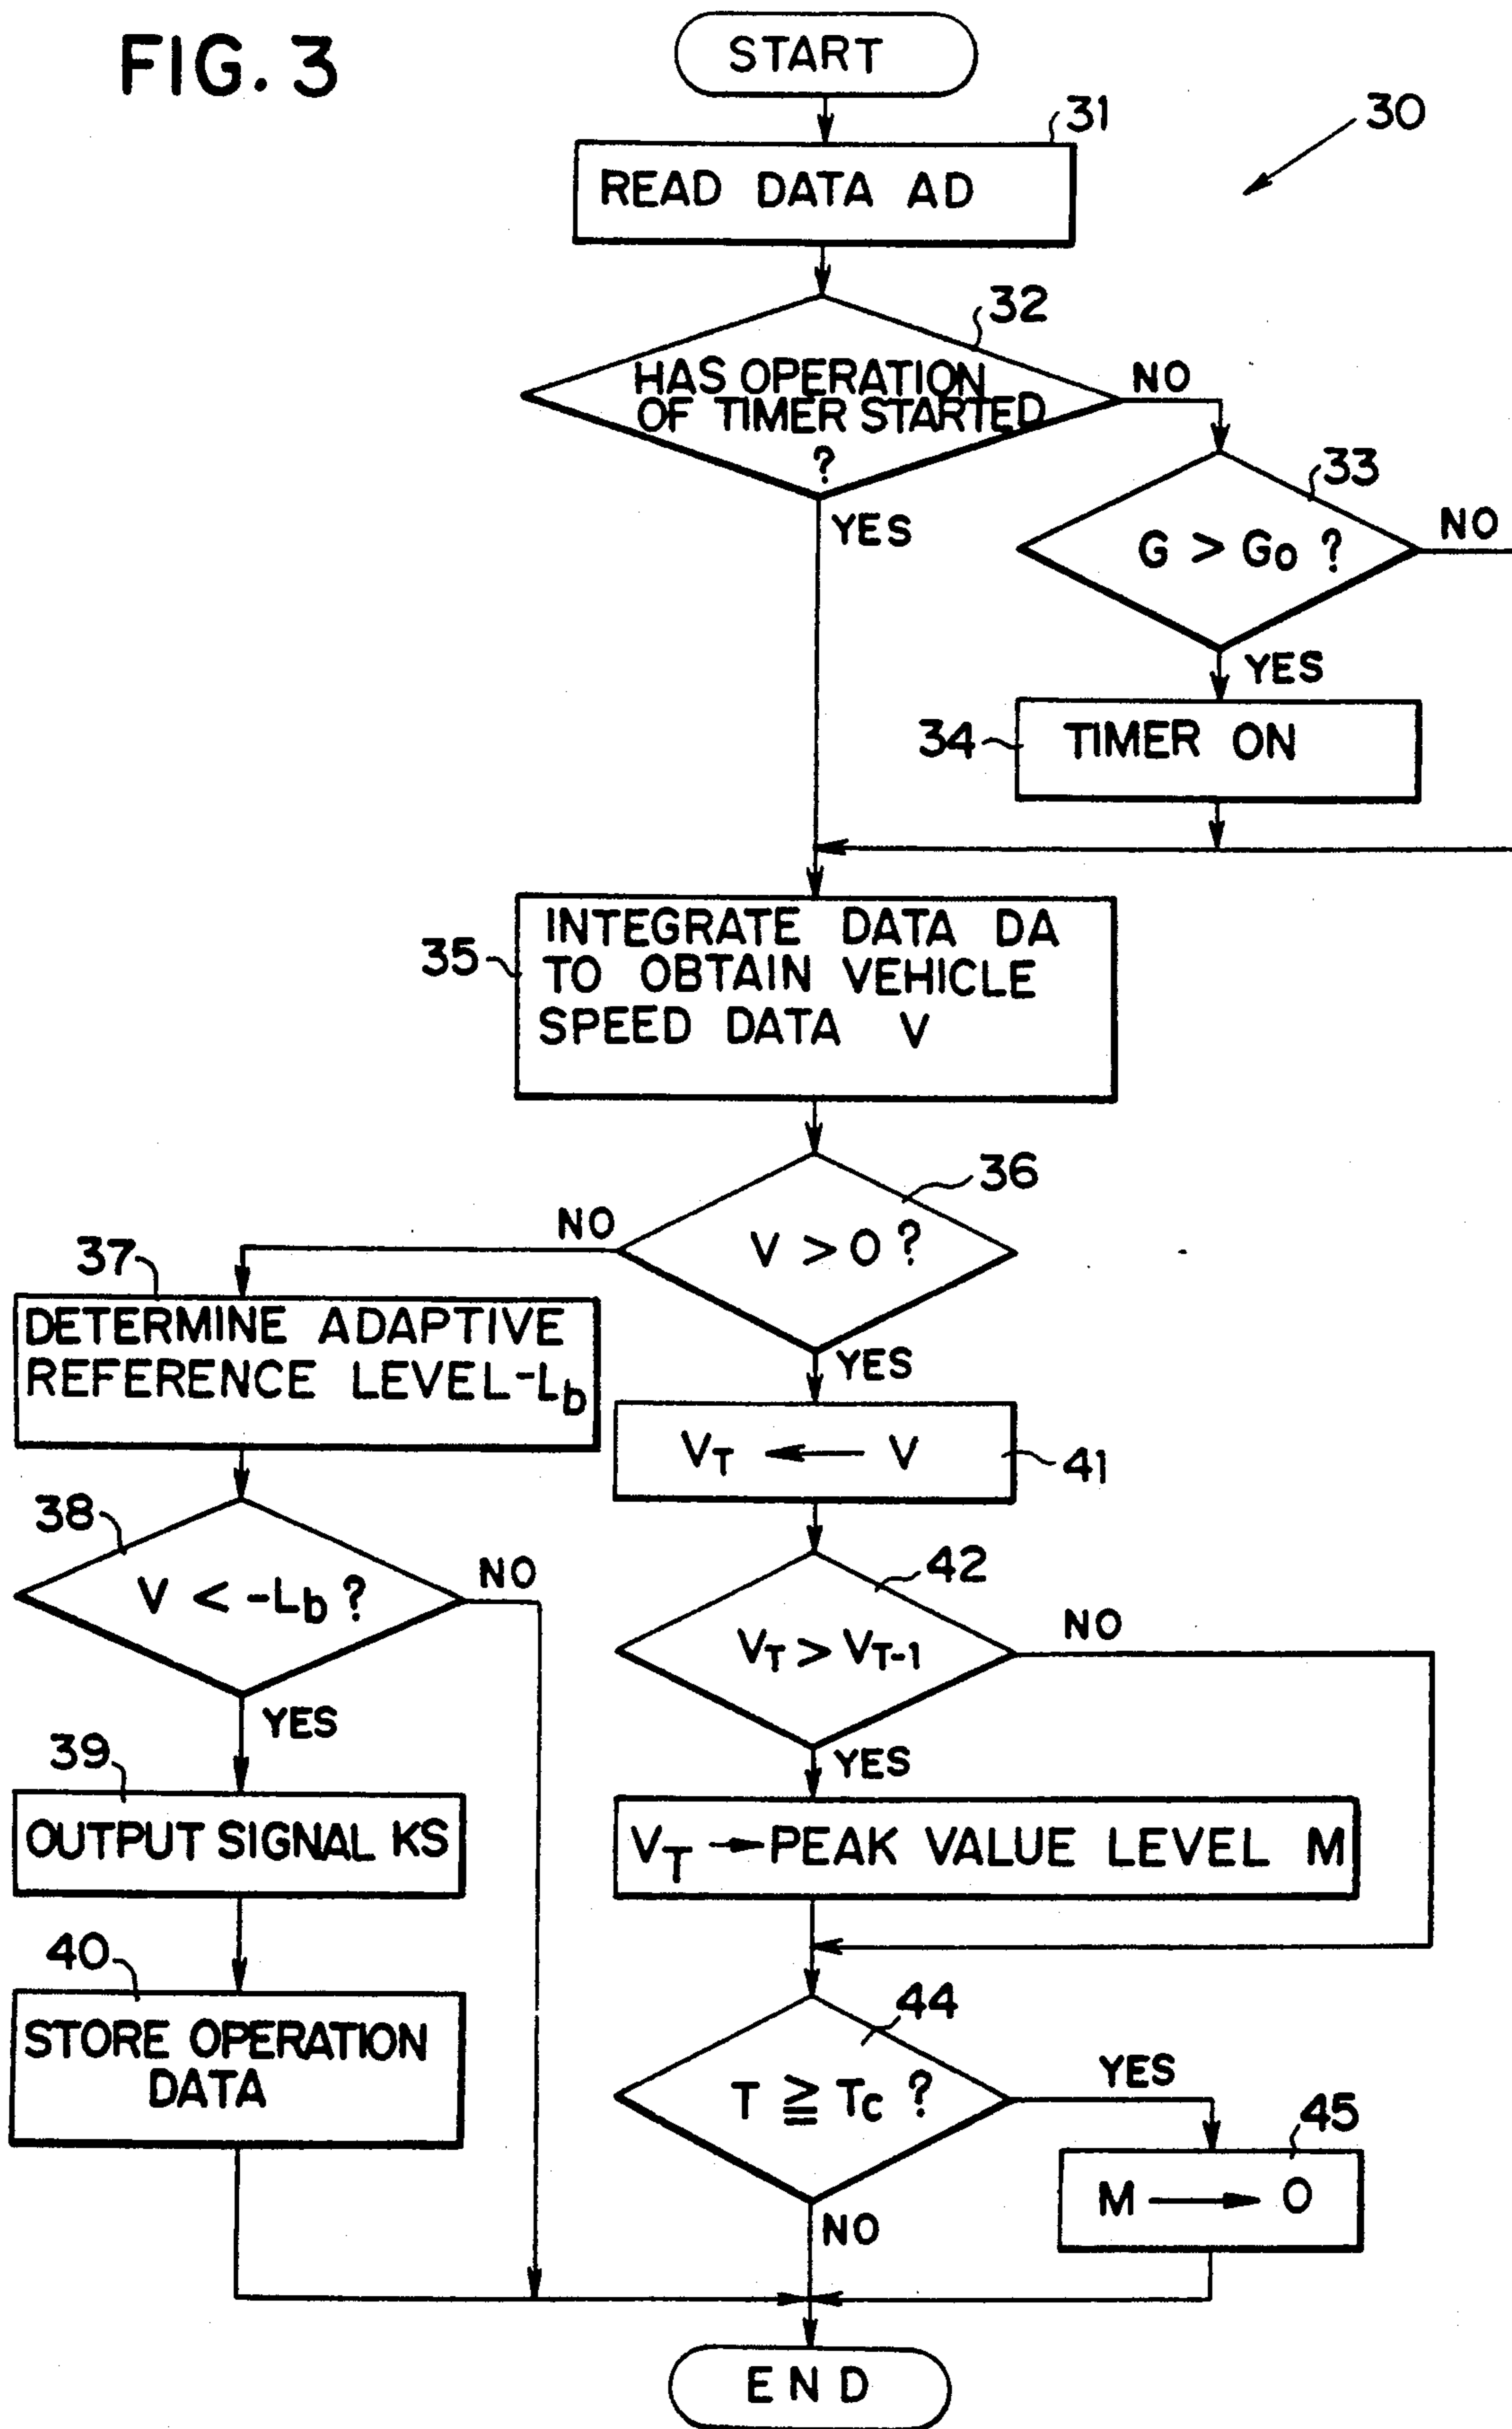 FIG. 3
START
30
31
READ DATA AD
32
HAS OPERATION
OF TIMER STARTED
?
NO
YES
33
G > G₀ ?
NO
YES
34
TIMER ON
35
INTEGRATE DATA DA
TO OBTAIN VEHICLE
SPEED DATA V
36
V > 0 ?
NO
YES
37
DETERMINE ADAPTIVE
REFERENCE LEVEL-Lb
38
V < -Lb ?
NO
YES
39
OUTPUT SIGNAL KS
40
STORE OPERATION
DATA
VT ← V
41
42
VT > VT-1
NO
YES
VT → PEAK VALUE LEVEL M
44
T ≧ Tc ?
YES
NO
45
M → 0
END